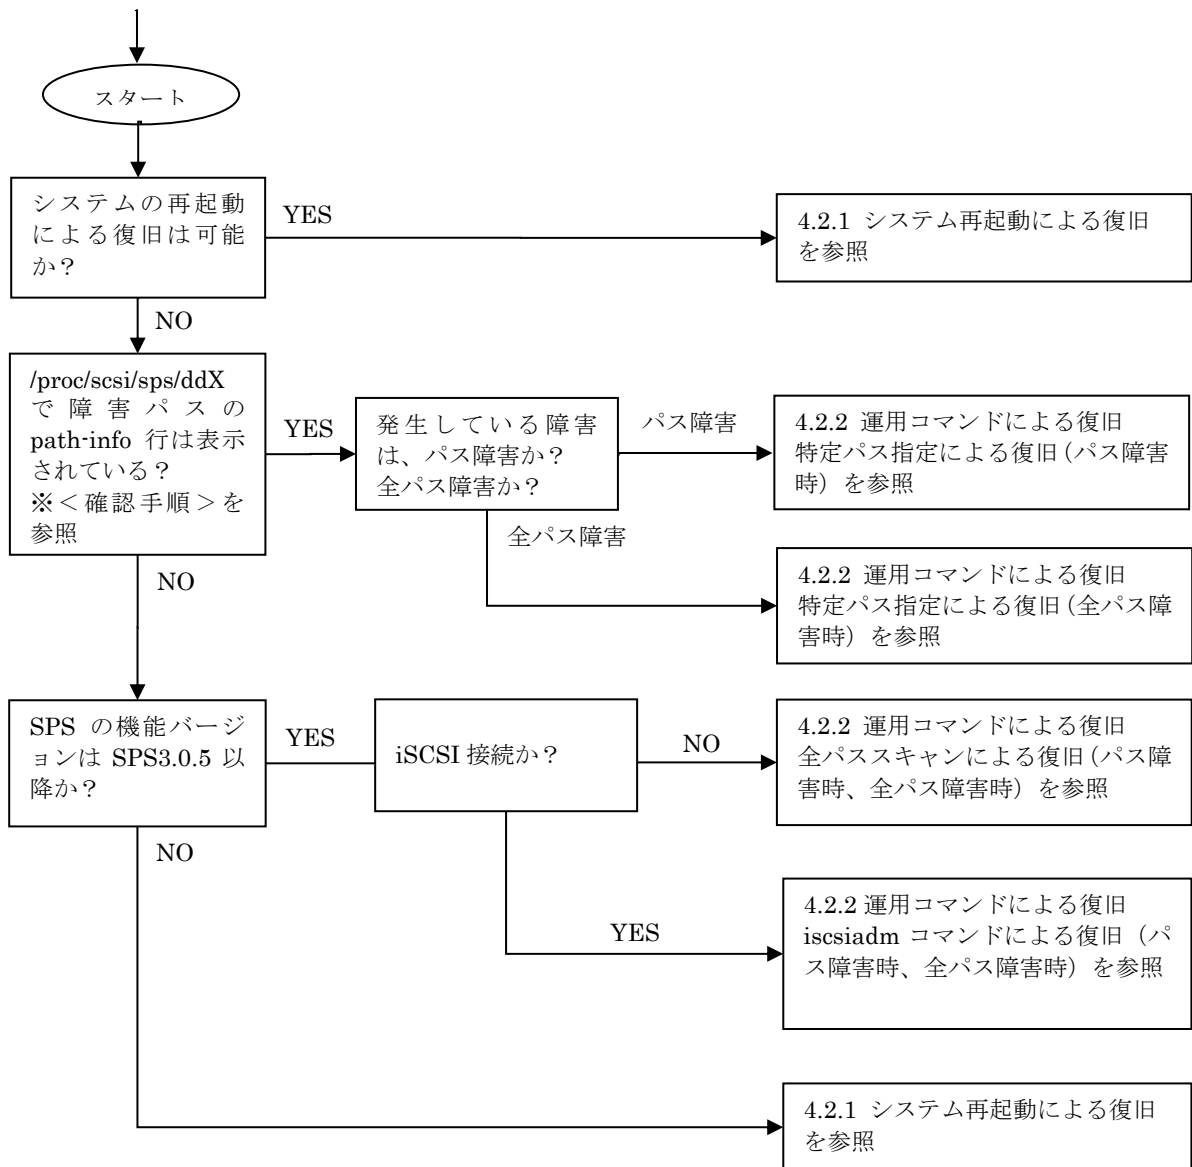 スタート
システムの再起動
による復旧は可能
か？
YES
4.2.1 システム再起動による復旧
を参照
NO
/proc/scsi/sps/ddX
で障害パスの
path-info 行は表示
されている？
※＜確認手順＞を
参照
YES
発生している障害
は、パス障害か？
全パス障害か？
パス障害
4.2.2 運用コマンドによる復旧
特定パス指定による復旧（パス障害
時）を参照
全パス障害
4.2.2 運用コマンドによる復旧
特定パス指定による復旧（全パス障
害時）を参照
NO
SPS の機能バージ
ョンは SPS3.0.5 以
降か？
YES
iSCSI 接続か？
NO
4.2.2 運用コマンドによる復旧
全パススキャンによる復旧（パス障
害時、全パス障害時）を参照
NO
YES
4.2.2 運用コマンドによる復旧
iscsiadm コマンドによる復旧（パ
ス障害時、全パス障害時）を参照
4.2.1 システム再起動による復旧
を参照